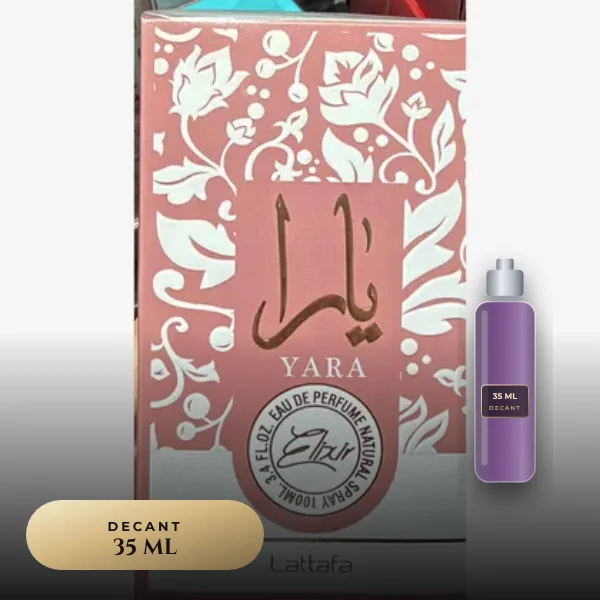 يارا
YARA
3.4 FL.OZ. EAU DE PERFUME NATURAL SPRAY 100ML.
Elixir
Lattafa
35 ML
DECANT
DECANT
35 ML